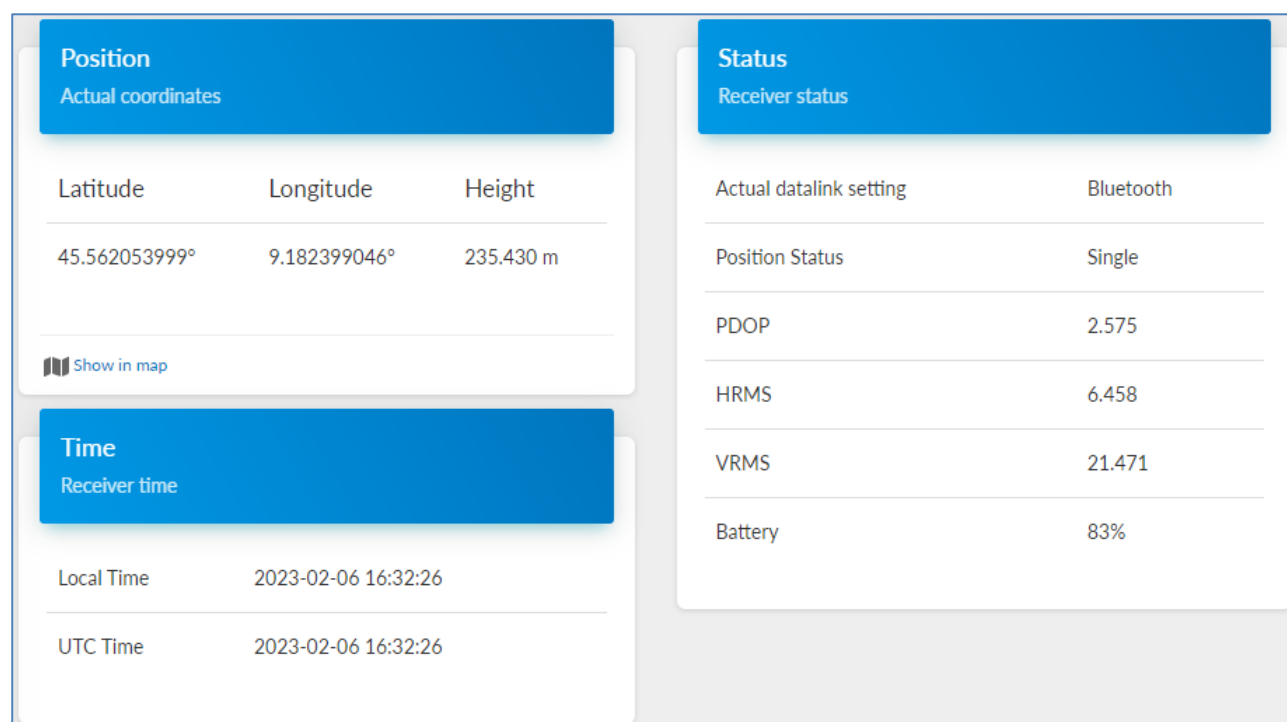 Position
Actual coordinates
Latitude Longitude Height
45.562053999° 9.182399046° 235.430 m
Show in map
Time
Receiver time
Local Time 2023-02-06 16:32:26
UTC Time 2023-02-06 16:32:26
Status
Receiver status
Actual datalink setting Bluetooth
Position Status Single
PDOP 2.575
HRMS 6.458
VRMS 21.471
Battery 83%